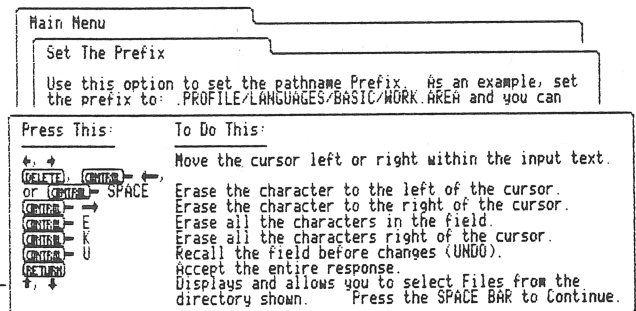 Main Menu
Set The Prefix
Use this option to set the pathname Prefix. As an example, set
the prefix to: .PROFILE/LANGUAGES/BASIC/WORK.AREA and you can
Press This: To Do This:
←, → Move the cursor left or right within the input text.
DELETE, CONTROL- ←,
or CONTROL- SPACE Erase the character to the left of the cursor.
CONTROL- → Erase the character to the right of the cursor.
CONTROL- E Erase all the characters in the field.
CONTROL- K Erase all the characters right of the cursor.
CONTROL- U Recall the field before changes (UNDO).
RETURN Accept the entire response.
↑, ↓ Displays and allows you to select Files from the
directory shown. Press the SPACE BAR to Continue.